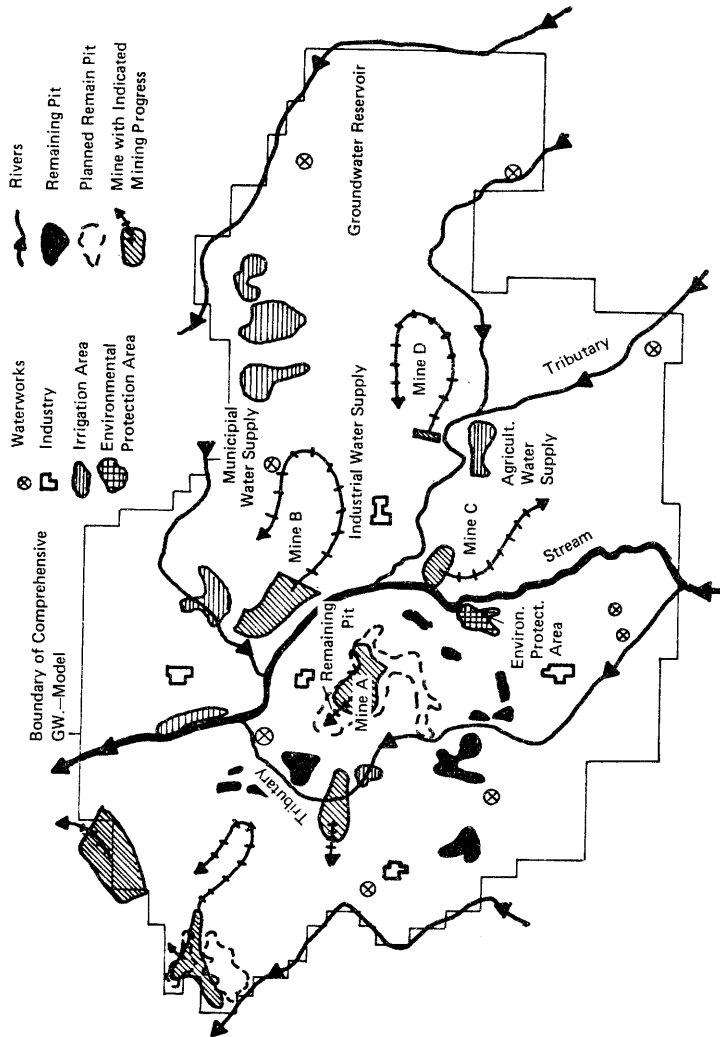 Rivers
Remaining Pit
Planned Remain Pit
Mine with Indicated
Mining Progress
Waterworks
Industry
Irrigation Area
Environmental
Protection Area
Boundary of Comprehensive
GW.–Model
Municipal
Water Supply
Groundwater Reservoir
Mine B
Industrial Water Supply
Mine D
Tributary
Agricult.
Water
Supply
Mine C
Stream
Remaining
Pit
Mine A
Environ.
Protect.
Area
Tributary